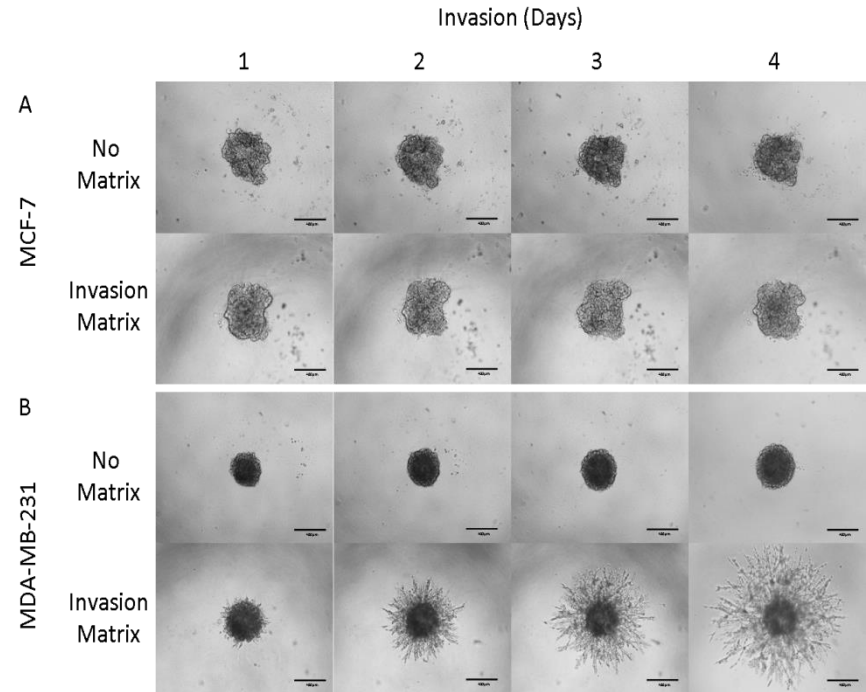 Invasion (Days)
1 2 3 4
A
MCF-7
No
Matrix
Invasion
Matrix
B
MDA-MB-231
No
Matrix
Invasion
Matrix